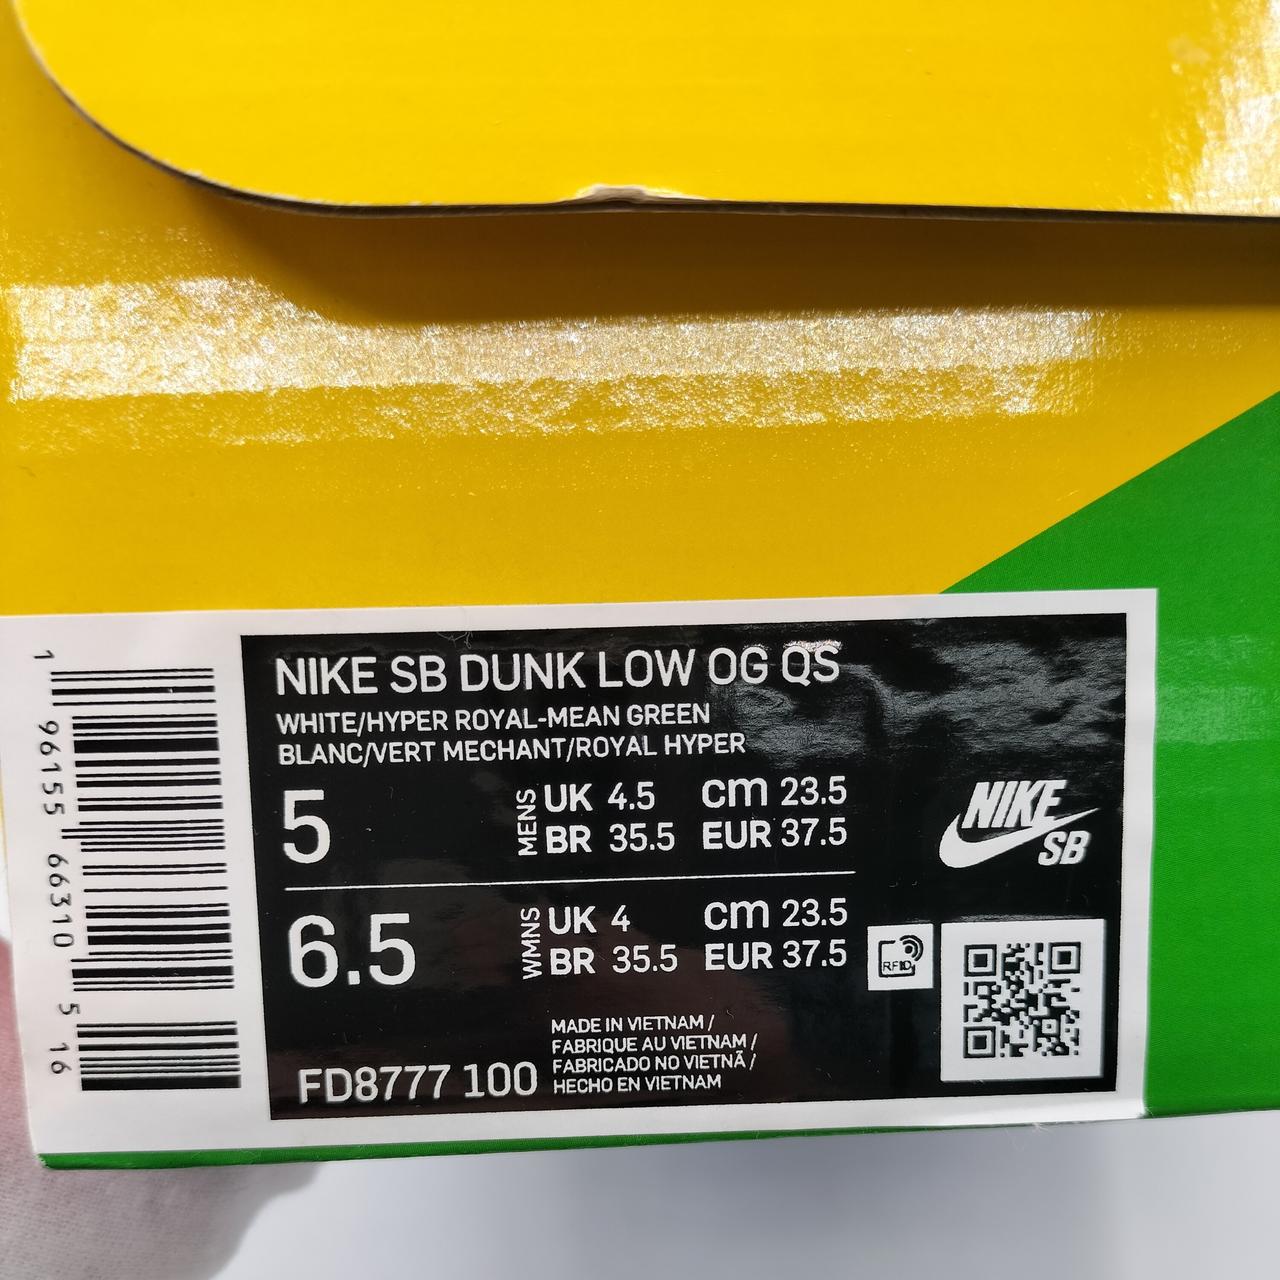 1 96155 66310 5 16
NIKE SB DUNK LOW OG QS
WHITE/HYPER ROYAL-MEAN GREEN
BLANC/VERT MECHANT/ROYAL HYPER
5
MENS
UK 4.5 cm 23.5
BR 35.5 EUR 37.5
6.5
WMNS
UK 4 cm 23.5
BR 35.5 EUR 37.5
NIKE
SB
RFID
FD8777 100
MADE IN VIETNAM /
FABRIQUE AU VIETNAM /
FABRICADO NO VIETNÃ /
HECHO EN VIETNAM